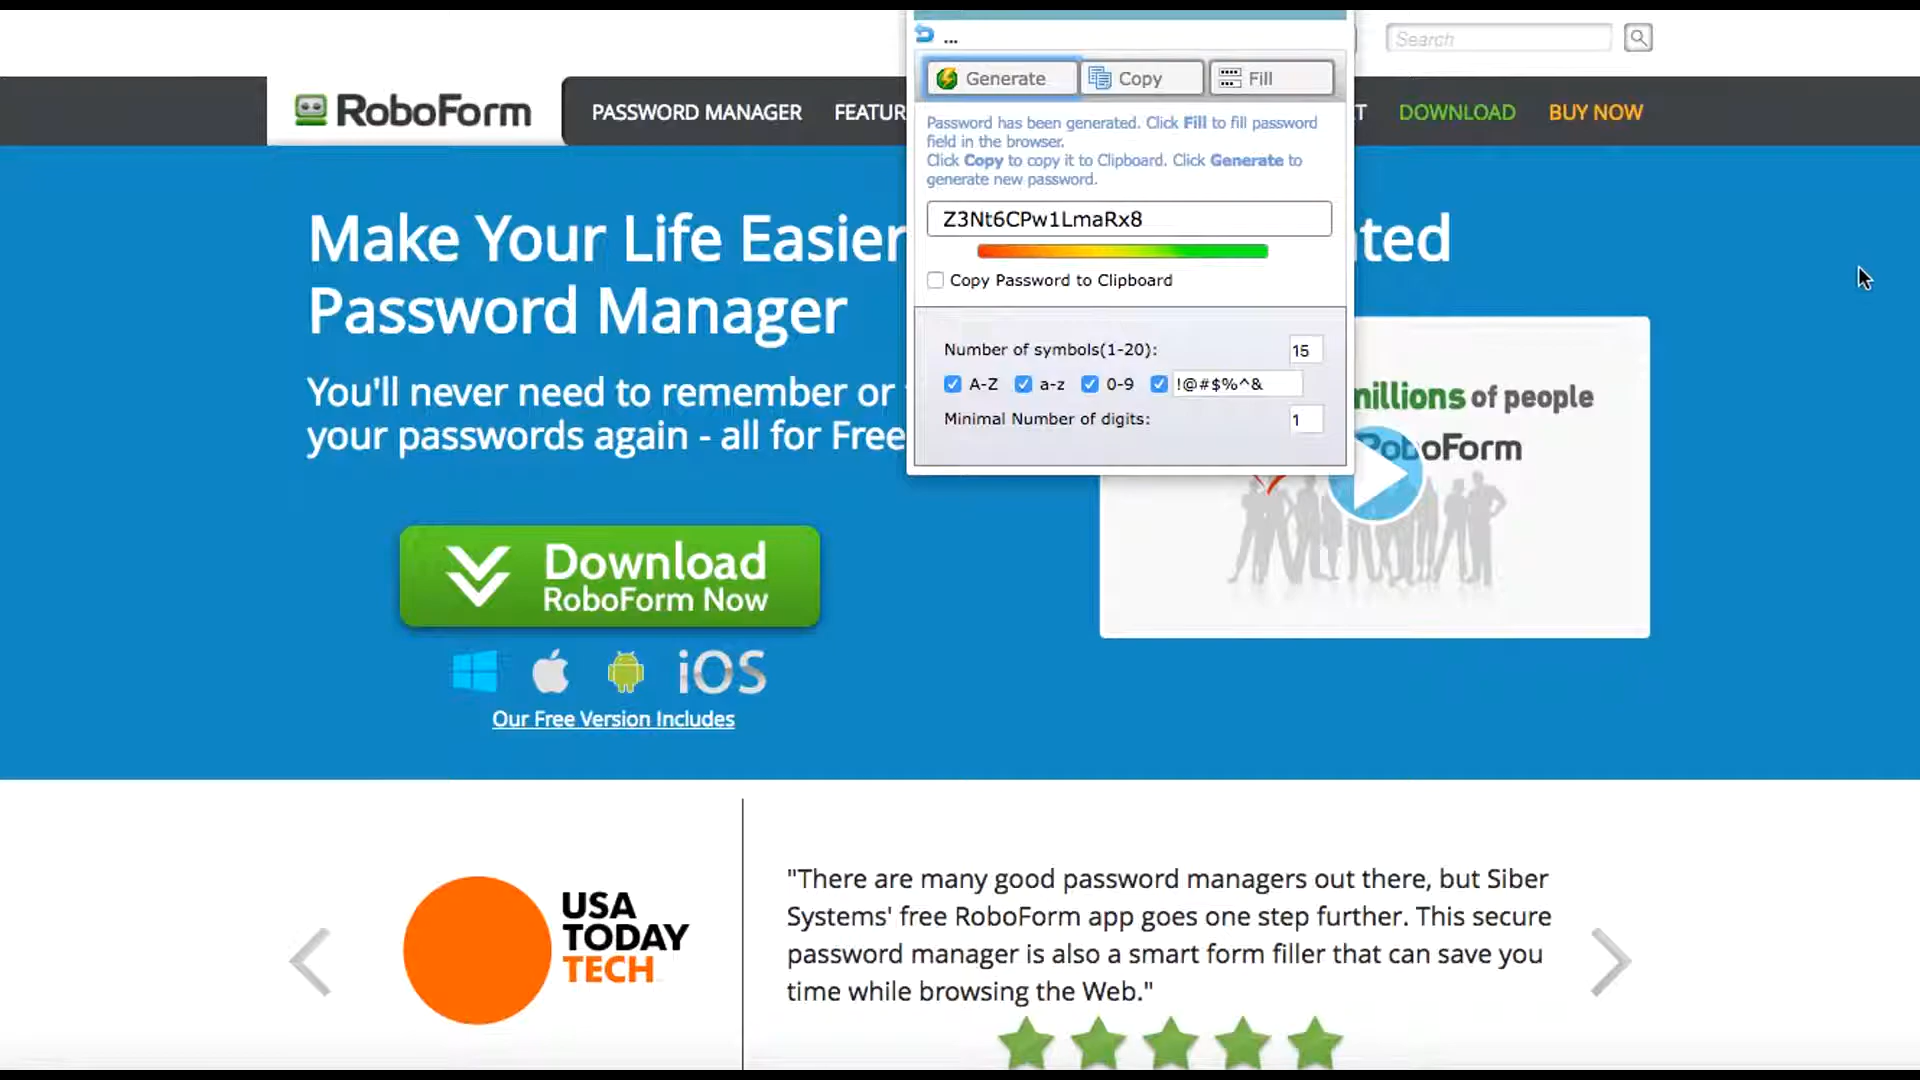 ...
Search
Generate
Copy
Fill
RoboForm
PASSWORD MANAGER
FEATUR
T
DOWNLOAD
BUY NOW
Password has been generated. Click Fill to fill password
field in the browser.
Click Copy to copy it to Clipboard. Click Generate to
generate new password.
Z3Nt6CPw1LmaRx8
Copy Password to Clipboard
Number of symbols(1-20):
15
A-Z
a-z
0-9
!@#$%^&
Minimal Number of digits:
1
Make Your Life Easier
ted
Password Manager
You'll never need to remember or
your passwords again - all for Free
millions of people
RoboForm
Download
RoboForm Now
iOS
Our Free Version Includes
USA
TODAY
TECH
"There are many good password managers out there, but Siber
Systems' free RoboForm app goes one step further. This secure
password manager is also a smart form filler that can save you
time while browsing the Web."